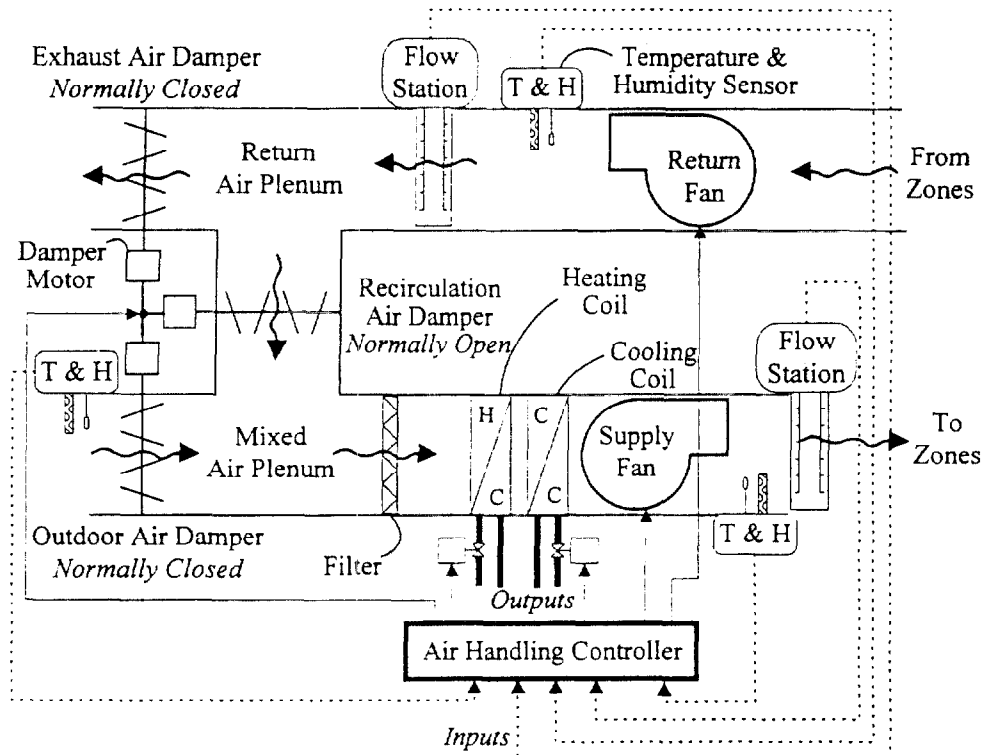 Exhaust Air Damper
Normally Closed
Flow
Station
T & H
Temperature &
Humidity Sensor
Return
Air Plenum
Return
Fan
From
Zones
Damper
Motor
Recirculation
Air Damper
Normally Open
Heating
Coil
Cooling
Coil
Flow
Station
T & H
Mixed
Air Plenum
H
C
C
C
Supply
Fan
To
Zones
Outdoor Air Damper
Normally Closed
Filter
T & H
Outputs
Air Handling Controller
Inputs